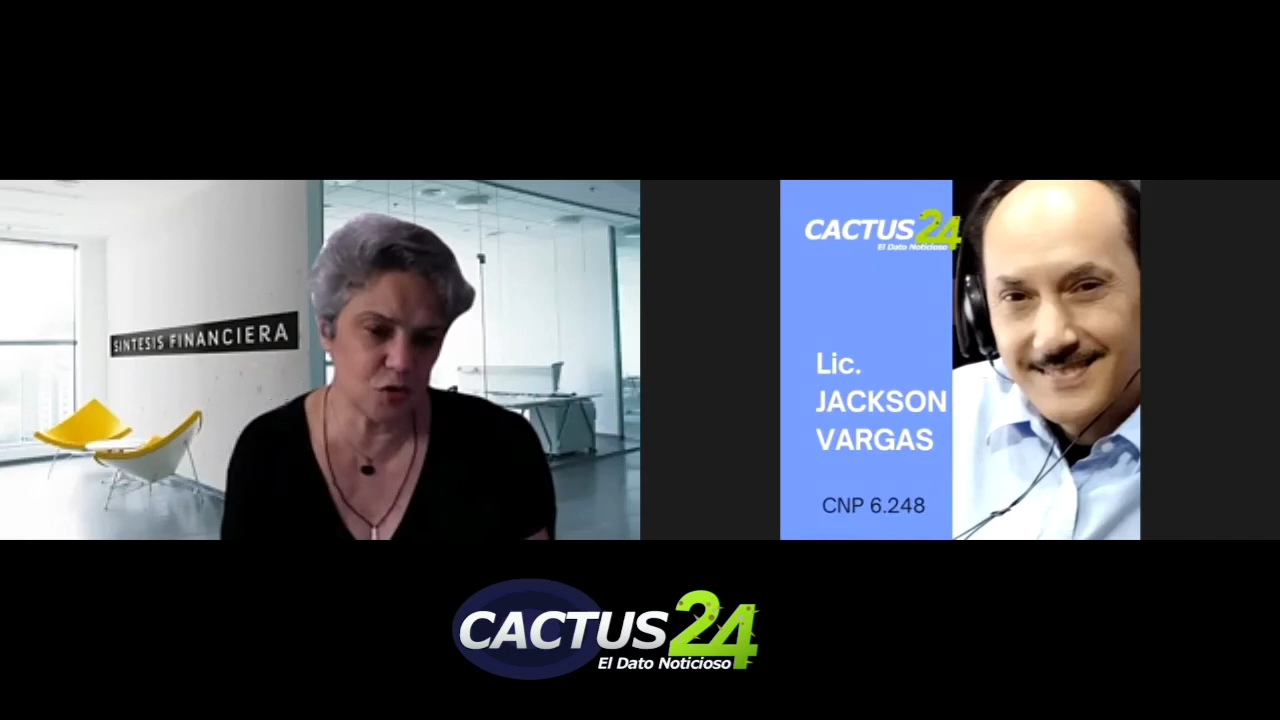 SINTESIS FINANCIERA
CACTUS24
El Dato Noticioso
Lic.
JACKSON
VARGAS
CNP 6.248
CACTUS24
El Dato Noticioso